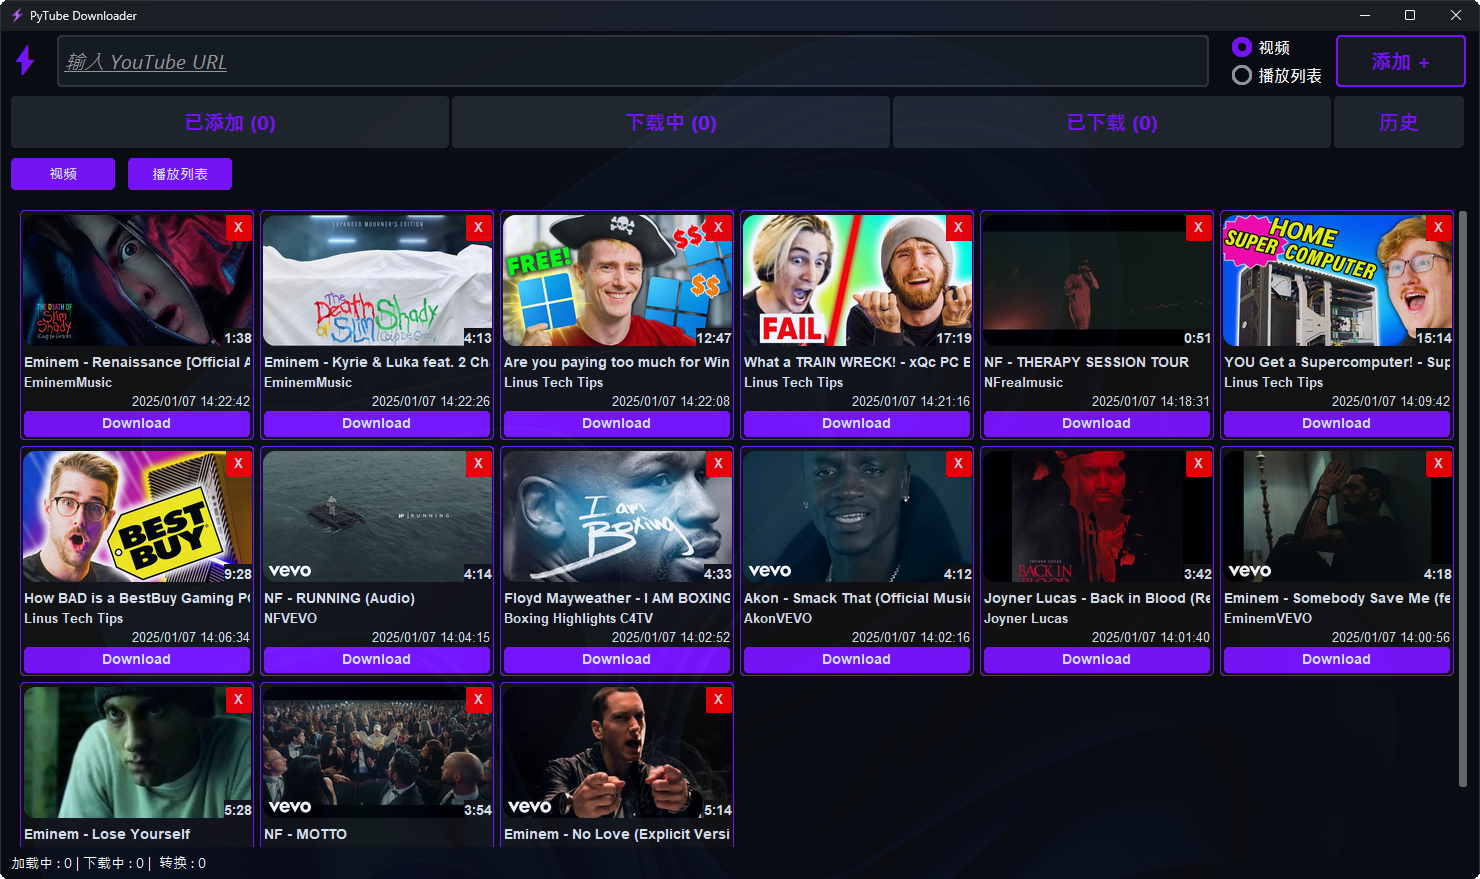 PyTube Downloader
输入 YouTube URL
视频
播放列表
添加 +
已添加 (0)
下载中 (0)
已下载 (0)
历史
视频
播放列表
X
THE DEATH OF
Slim
Shady
(COUP DE GRÂCE)
1:38
Eminem - Renaissance [Official A
EminemMusic
2025/01/07 14:22:42
Download
EXPANDED MOURNER'S EDITION
X
The
Death
of Slim Shady
(Coup De Grâce)
4:13
Eminem - Kyrie & Luka feat. 2 Ch
EminemMusic
2025/01/07 14:22:26
Download
X
FREE!
$$$
$$
12:47
Are you paying too much for Win
Linus Tech Tips
2025/01/07 14:22:08
Download
X
FAIL
17:19
What a TRAIN WRECK! - xQc PC E
Linus Tech Tips
2025/01/07 14:21:16
Download
X
0:51
NF - THERAPY SESSION TOUR
NFrealmusic
2025/01/07 14:18:31
Download
X
HOME
SUPER COMPUTER
15:14
YOU Get a Supercomputer! - Sup
Linus Tech Tips
2025/01/07 14:09:42
Download
X
BEST
BUY
9:28
How BAD is a BestBuy Gaming PC
Linus Tech Tips
2025/01/07 14:06:34
Download
X
NF | RUNNING
vevo
4:14
NF - RUNNING (Audio)
NFVEVO
2025/01/07 14:04:15
Download
X
I am
Boxing
4:33
Floyd Mayweather - I AM BOXING
Boxing Highlights C4TV
2025/01/07 14:02:52
Download
X
vevo
4:12
Akon - Smack That (Official Music
AkonVEVO
2025/01/07 14:02:16
Download
X
JOYNER LUCAS
BACK IN
BLOOD
3:42
Joyner Lucas - Back in Blood (Re
Joyner Lucas
2025/01/07 14:01:40
Download
X
vevo
4:18
Eminem - Somebody Save Me (fe
EminemVEVO
2025/01/07 14:00:56
Download
X
5:28
Eminem - Lose Yourself
X
vevo
3:54
NF - MOTTO
X
vevo
5:14
Eminem - No Love (Explicit Versi
加载中 : 0 | 下载中 : 0 | 转换 : 0